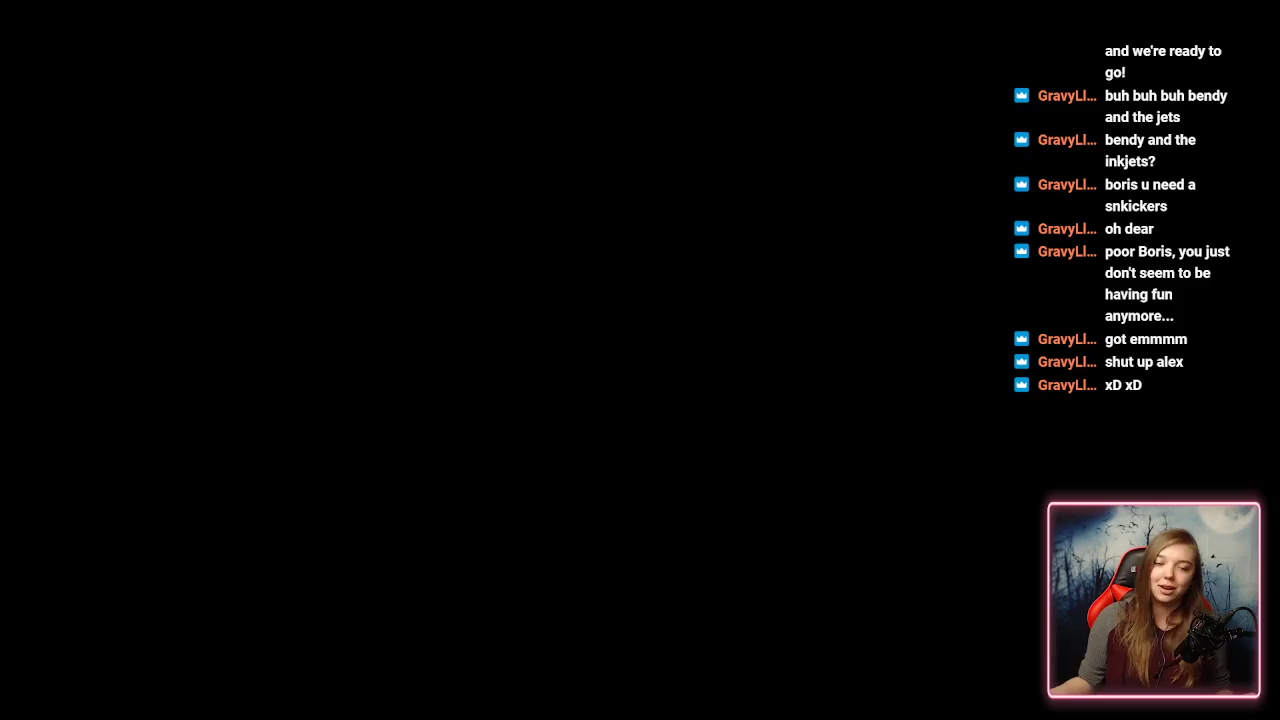 and we're ready to
go!
GravyLl... buh buh buh bendy
and the jets
GravyLl... bendy and the
inkjets?
GravyLl... boris u need a
snkickers
GravyLl... oh dear
GravyLl... poor Boris, you just
don't seem to be
having fun
anymore...
GravyLl... got emmmm
GravyLl... shut up alex
GravyLl... xD xD